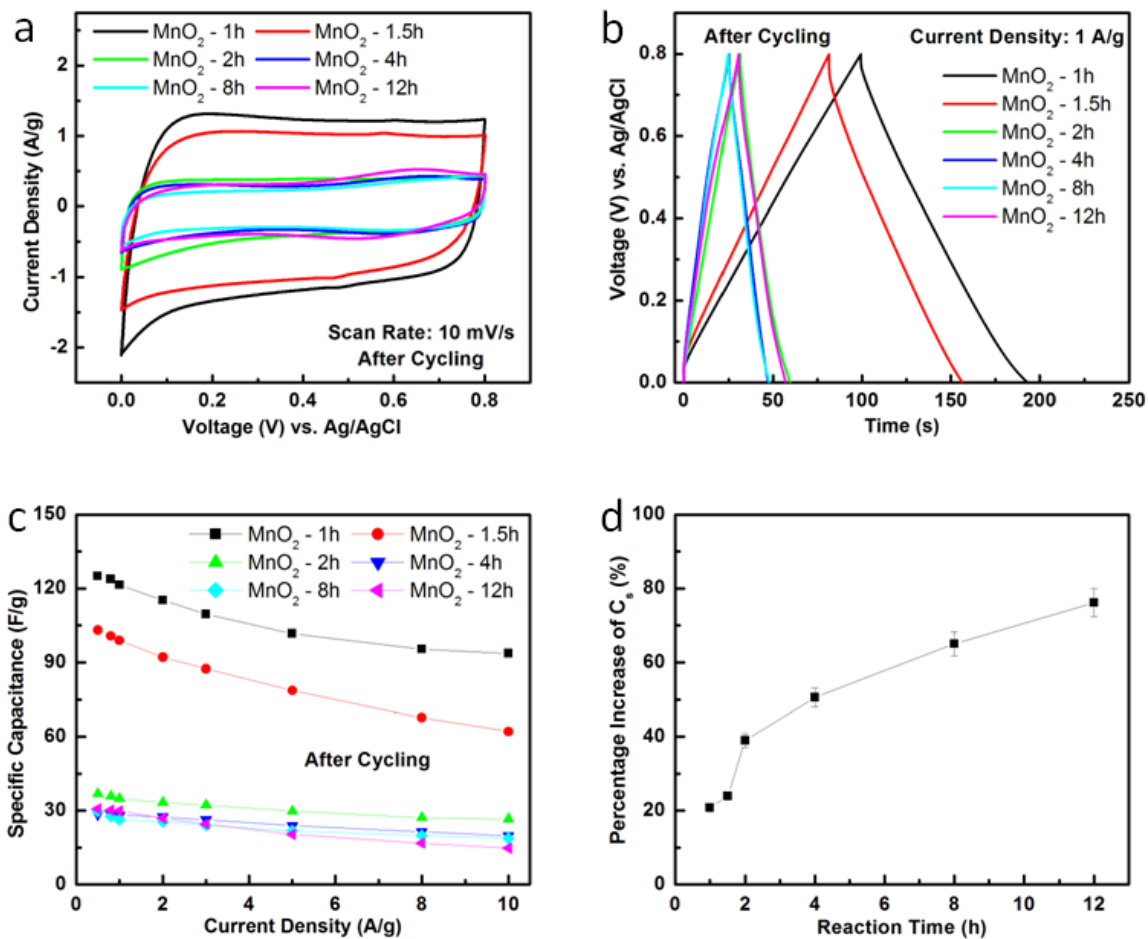 a
MnO2 - 1h MnO2 - 1.5h
MnO2 - 2h MnO2 - 4h
MnO2 - 8h MnO2 - 12h
2
1
0
-1
-2
Current Density (A/g)
Scan Rate: 10 mV/s
After Cycling
0.0 0.2 0.4 0.6 0.8
Voltage (V) vs. Ag/AgCl
b
After Cycling Current Density: 1 A/g
MnO2 - 1h
MnO2 - 1.5h
MnO2 - 2h
MnO2 - 4h
MnO2 - 8h
MnO2 - 12h
0.8
0.6
0.4
0.2
0.0
Voltage (V) vs. Ag/AgCl
0 50 100 150 200 250
Time (s)
c
MnO2 - 1h MnO2 - 1.5h
MnO2 - 2h MnO2 - 4h
MnO2 - 8h MnO2 - 12h
150
120
90
60
30
0
Specific Capacitance (F/g)
After Cycling
0 2 4 6 8 10
Current Density (A/g)
d
100
80
60
40
20
0
Percentage Increase of Cs (%)
0 2 4 6 8 10 12
Reaction Time (h)